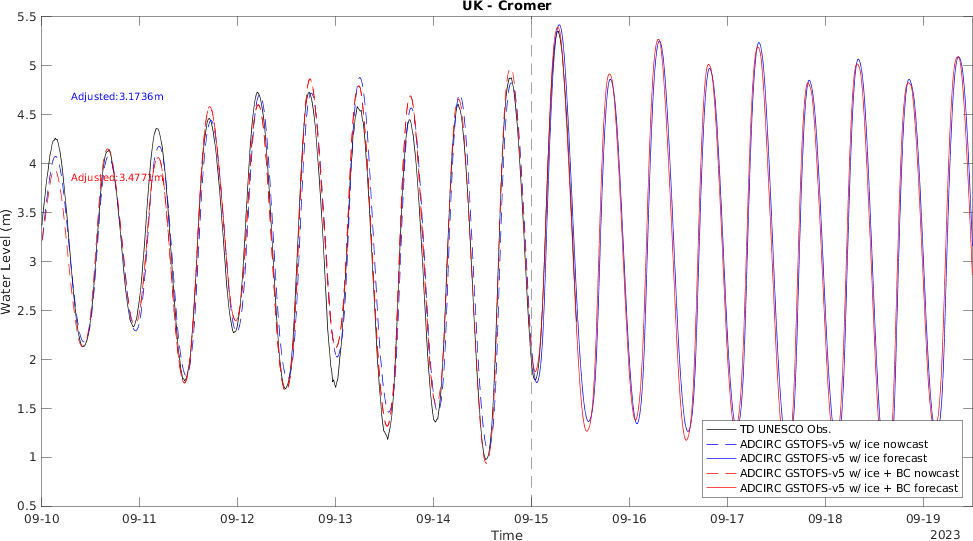 UK - Cromer
5.5
5
4.5
4
3.5
3
2.5
2
1.5
1
0.5
Water Level (m)
Adjusted:3.1736m
Adjusted:3.4771m
TD UNESCO Obs.
ADCIRC GSTOFS-v5 w/ ice nowcast
ADCIRC GSTOFS-v5 w/ ice forecast
ADCIRC GSTOFS-v5 w/ ice + BC nowcast
ADCIRC GSTOFS-v5 w/ ice + BC forecast
09-10 09-11 09-12 09-13 09-14 09-15 09-16 09-17 09-18 09-19
Time
2023